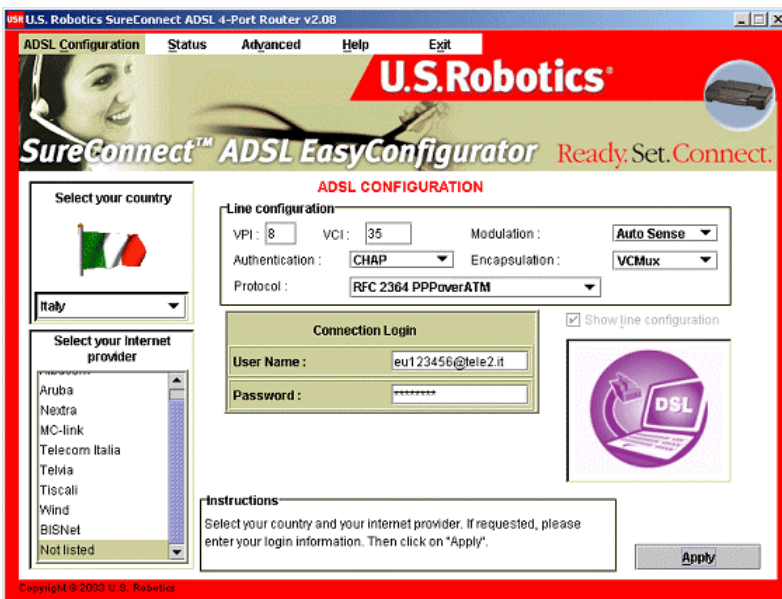 USR U.S. Robotics SureConnect ADSL 4-Port Router v2.08
ADSL Configuration Status Advanced Help Exit
U.S.Robotics®
SureConnect™ ADSL EasyConfigurator Ready. Set. Connect.
ADSL CONFIGURATION
Select your country
Italy
Select your Internet provider
Aruba
Nextra
MC-link
Telecom Italia
Telvia
Tiscali
Wind
BISNet
Not listed
Line configuration
VPI : 8 VCI : 35 Modulation : Auto Sense
Authentication : CHAP Encapsulation : VCMux
Protocol : RFC 2364 PPPoverATM
Show line configuration
Connection Login
User Name : eu123456@tele2.it
Password : ********
DSL
Instructions
Select your country and your internet provider. If requested, please
enter your login information. Then click on "Apply".
Apply
Copyright © 2003 U.S. Robotics